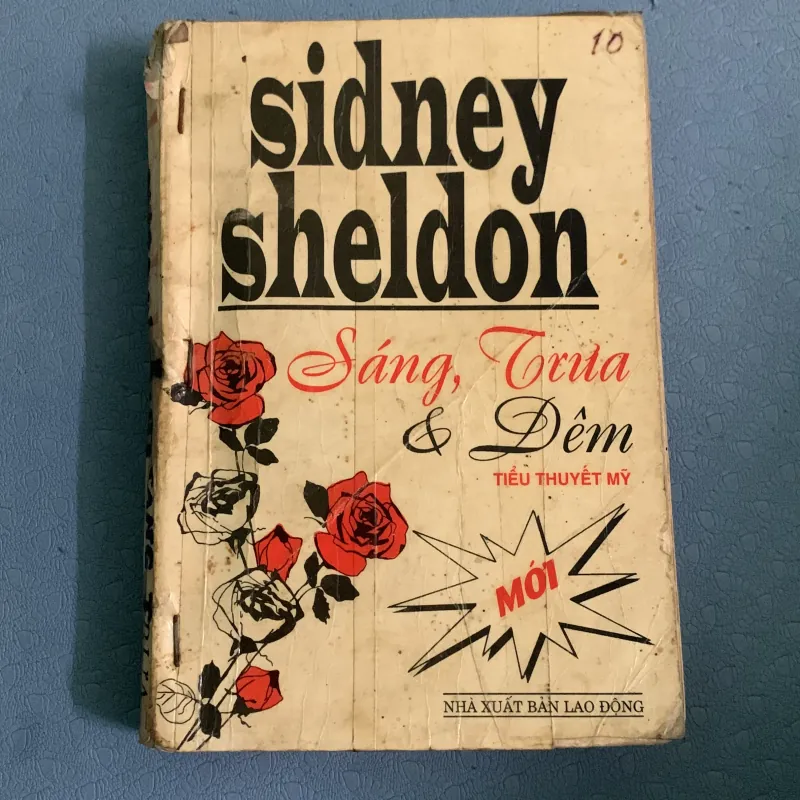 10
sidney
sheldon
Sáng, Trưa
& Đêm
TIỂU THUYẾT MỸ
MỚI
NHÀ XUẤT BẢN LAO ĐỘNG